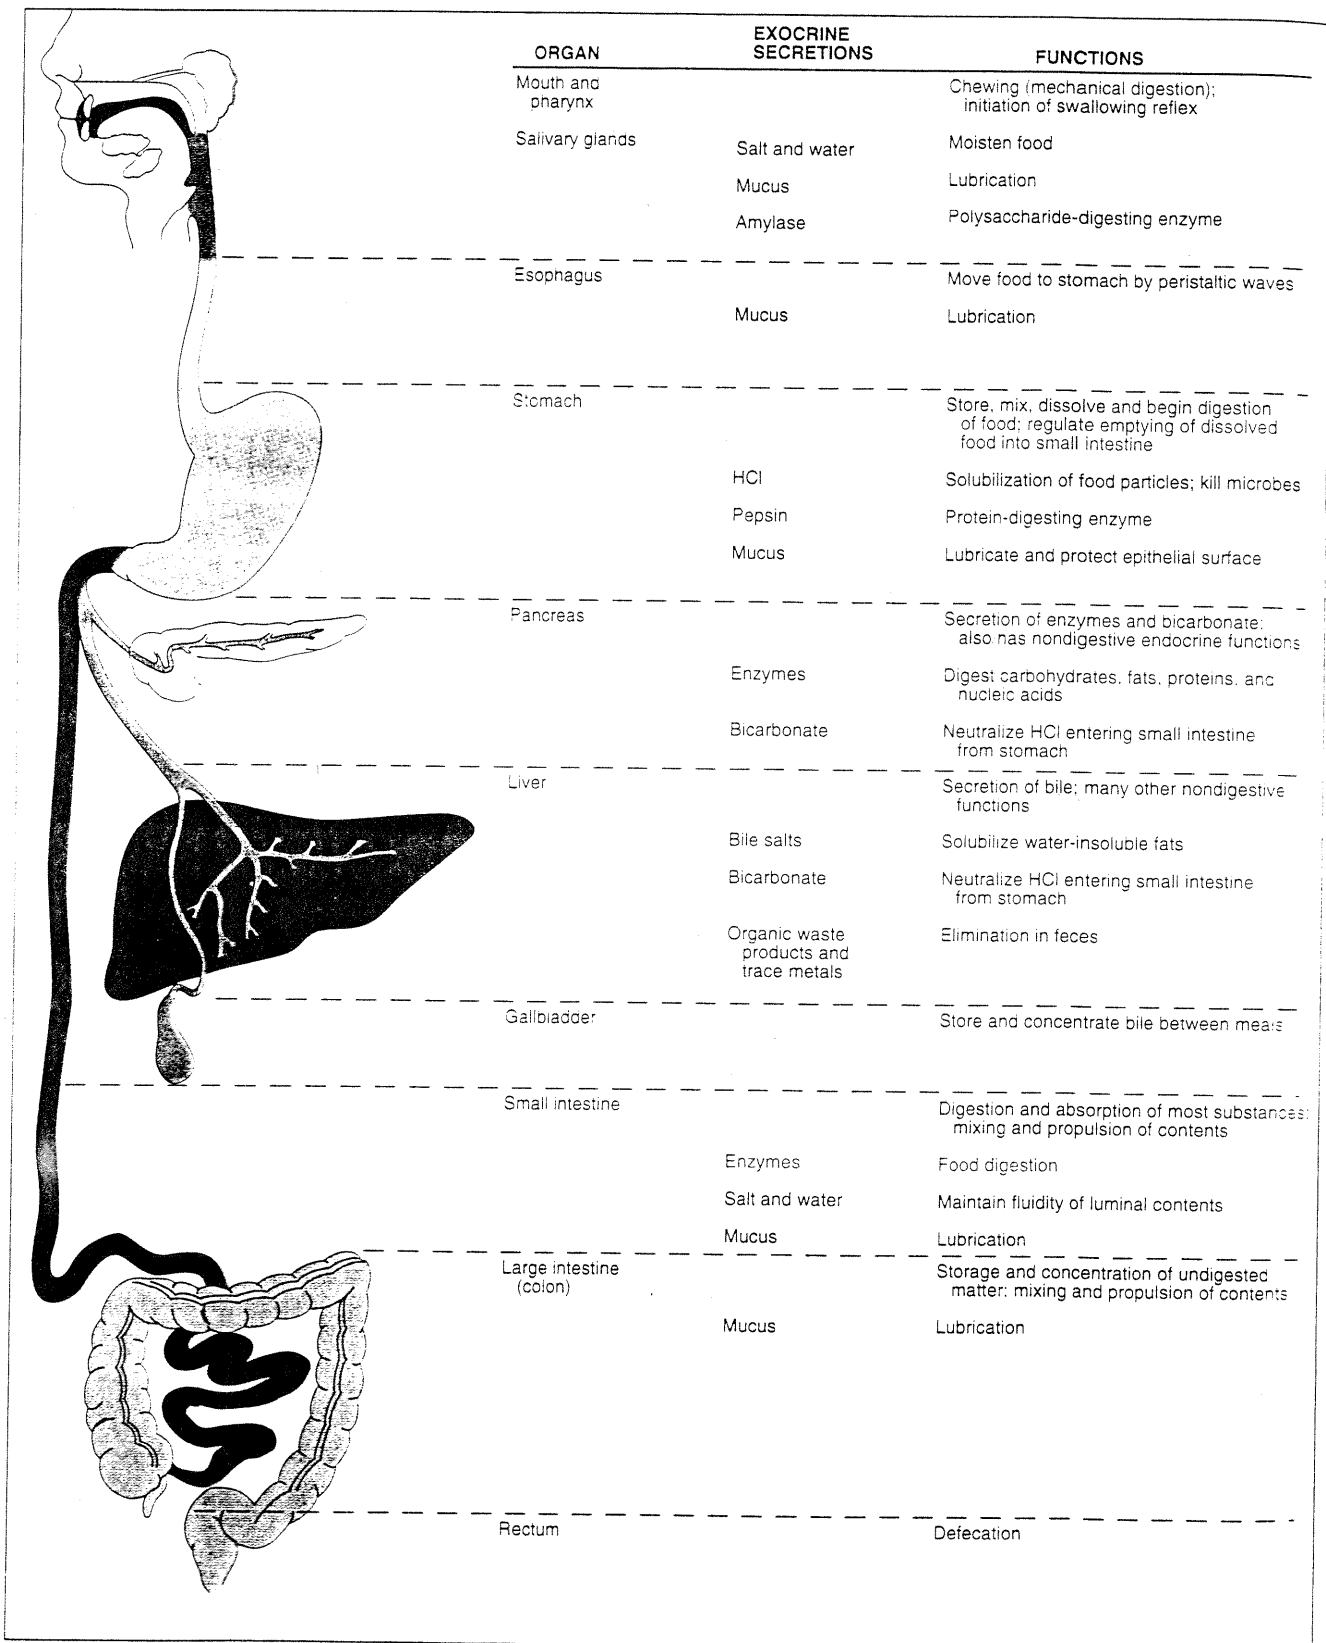 ORGAN
EXOCRINE
SECRETIONS
FUNCTIONS
Mouth and
pharynx
Chewing (mechanical digestion);
initiation of swallowing reflex
Salivary glands
Salt and water
Moisten food
Mucus
Lubrication
Amylase
Polysaccharide-digesting enzyme
Esophagus
Move food to stomach by peristaltic waves
Mucus
Lubrication
Stomach
Store, mix, dissolve and begin digestion
of food; regulate emptying of dissolved
food into small intestine
HCl
Solubilization of food particles; kill microbes
Pepsin
Protein-digesting enzyme
Mucus
Lubricate and protect epithelial surface
Pancreas
Secretion of enzymes and bicarbonate;
also has nondigestive endocrine functions
Enzymes
Digest carbohydrates, fats, proteins, and
nucleic acids
Bicarbonate
Neutralize HCl entering small intestine
from stomach
Liver
Secretion of bile; many other nondigestive
functions
Bile salts
Solubilize water-insoluble fats
Bicarbonate
Neutralize HCl entering small intestine
from stomach
Organic waste
products and
trace metals
Elimination in feces
Gallbladder
Store and concentrate bile between meals
Small intestine
Digestion and absorption of most substances;
mixing and propulsion of contents
Enzymes
Food digestion
Salt and water
Maintain fluidity of luminal contents
Mucus
Lubrication
Large intestine
(colon)
Storage and concentration of undigested
matter; mixing and propulsion of contents
Mucus
Lubrication
Rectum
Defecation